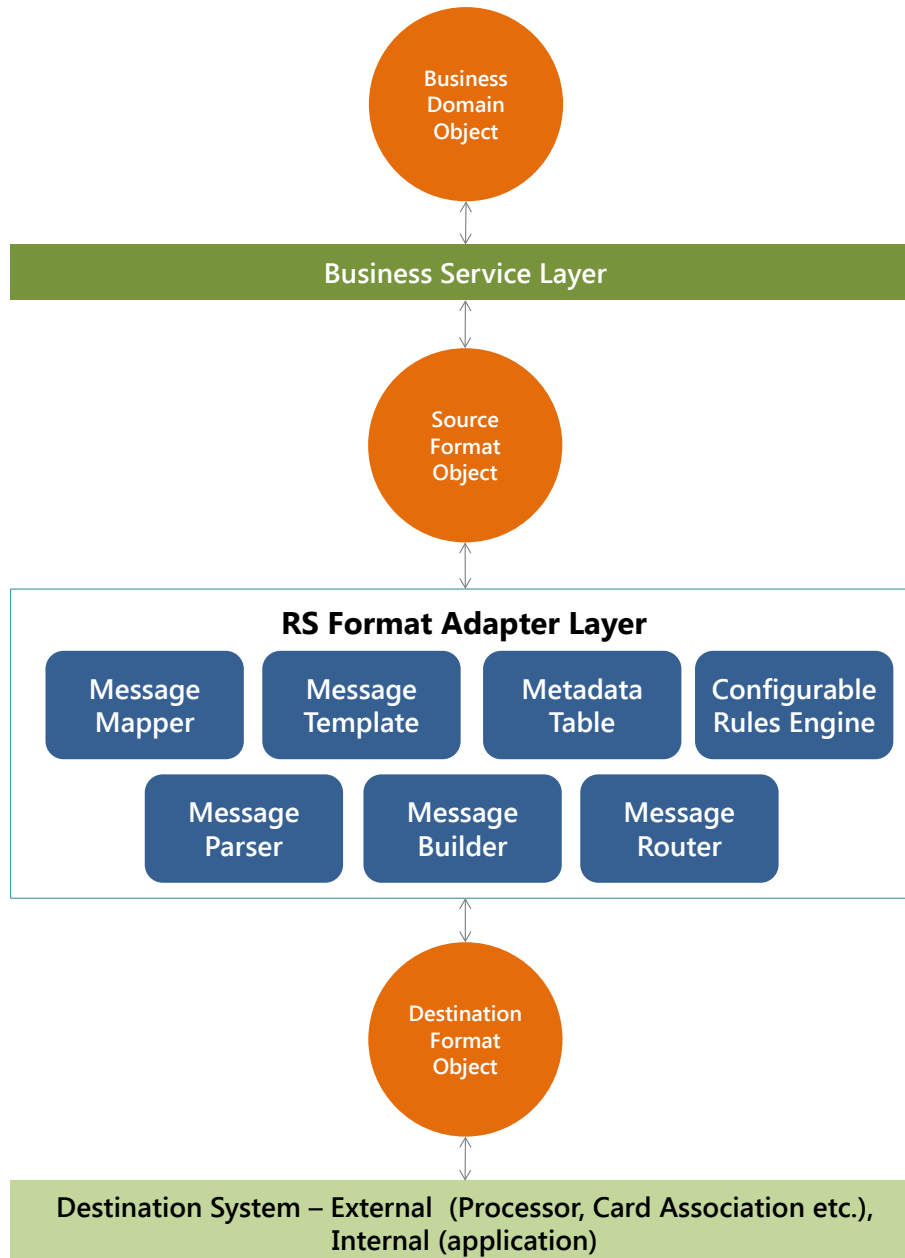 Business
Domain
Object
Business Service Layer
Source
Format
Object
RS Format Adapter Layer
Message
Mapper
Message
Template
Metadata
Table
Configurable
Rules Engine
Message
Parser
Message
Builder
Message
Router
Destination
Format
Object
Destination System – External (Processor, Card Association etc.),
Internal (application)